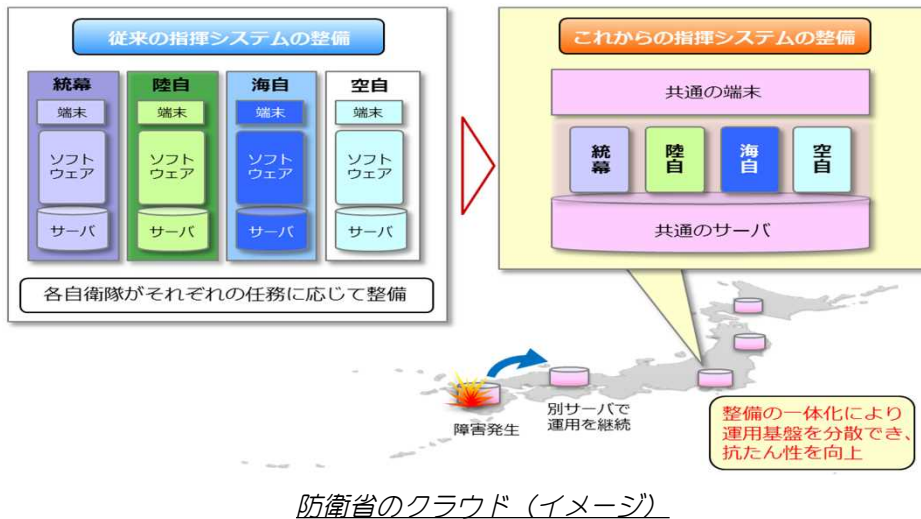 従来の指揮システムの整備
統幕
端末
ソフト
ウェア
サーバ
陸自
端末
ソフト
ウェア
サーバ
海自
端末
ソフト
ウェア
サーバ
空自
端末
ソフト
ウェア
サーバ
各自衛隊がそれぞれの任務に応じて整備
これからの指揮システムの整備
共通の端末
統幕
陸自
海自
空自
共通のサーバ
障害発生
別サーバで
運用を継続
整備の一体化により
運用基盤を分散でき、
抗たん性を向上
防衛省のクラウド（イメージ）